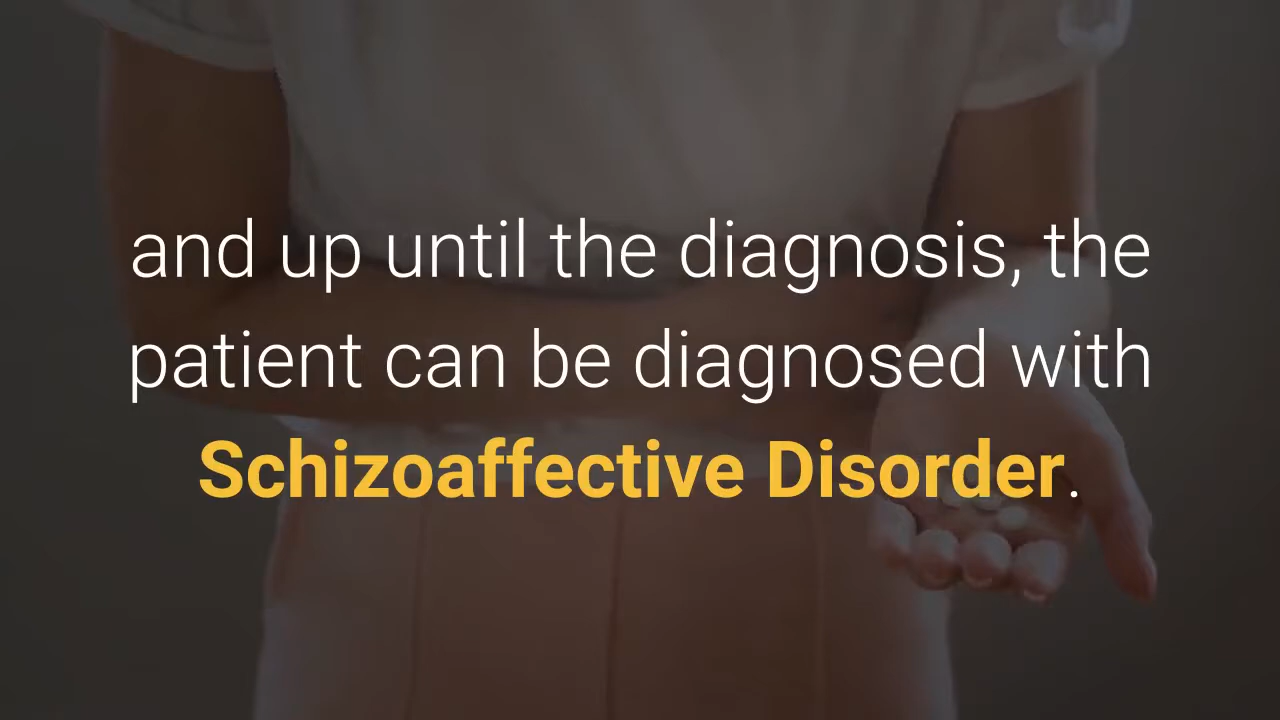 and up until the diagnosis, the
patient can be diagnosed with
Schizoaffective Disorder.